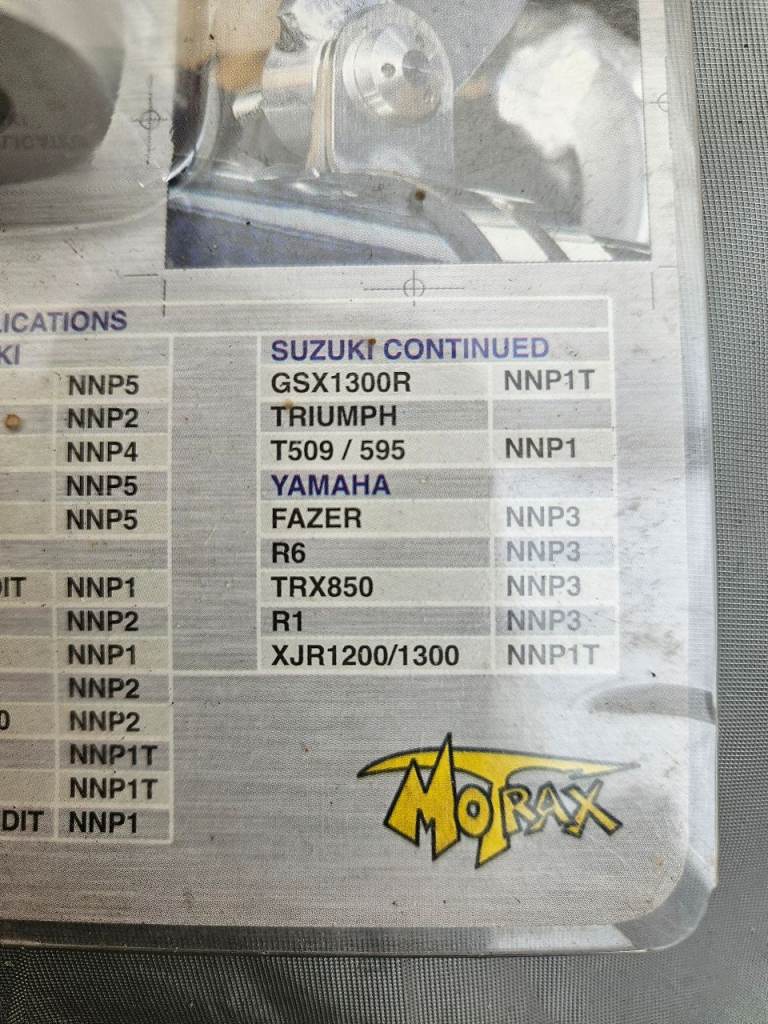 LICATIONS
KI
NNP5
NNP2
NNP4
NNP5
NNP5
DIT NNP1
NNP2
NNP1
NNP2
0 NNP2
NNP1T
NNP1T
DIT NNP1
SUZUKI CONTINUED
GSX1300R NNP1T
TRIUMPH
T509 / 595 NNP1
YAMAHA
FAZER NNP3
R6 NNP3
TRX850 NNP3
R1 NNP3
XJR1200/1300 NNP1T
MOTRAX